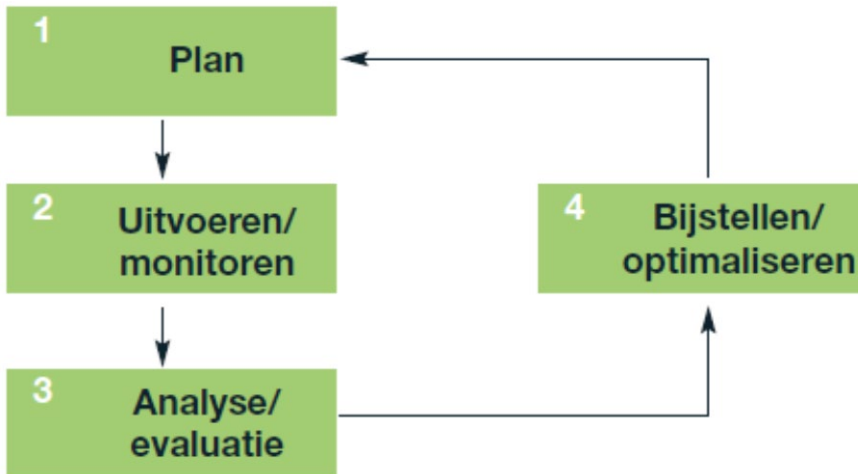 1
Plan
2
Uitvoeren/
monitoren
3
Analyse/
evaluatie
4
Bijstellen/
optimaliseren